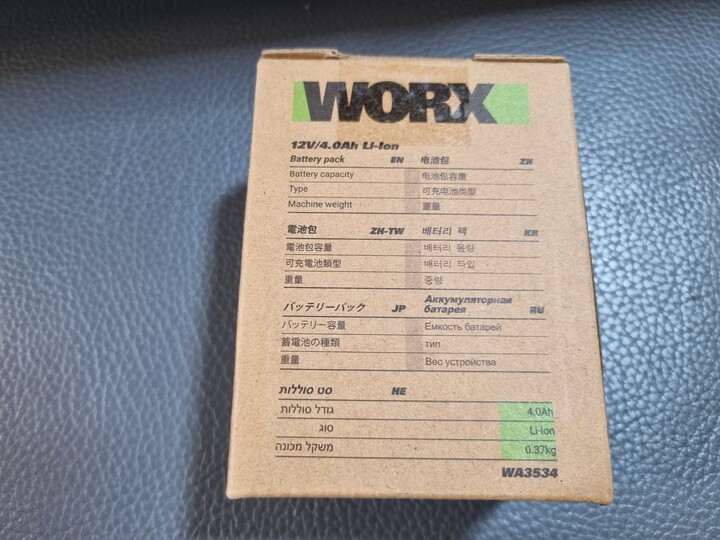 WORX
12V/4.0Ah Li-Ion
Battery pack EN 电池包 ZH
Battery capacity 电池包容量
Type 可充电池类型
Machine weight 重量
電池包 ZH-TW 배터리 팩 KR
電池包容量 배터리 용량
可充電池類型 배터리 타입
重量 중량
バッテリーパック JP Аккумуляторная батарея RU
バッテリー容量 Емкость батарей
蓄電池の種類 тип
重量 Вес устройства
סט סוללות HE
גודל סוללות 4.0Ah
סוג Li-Ion
משקל מכונה 0.37kg
WA3534